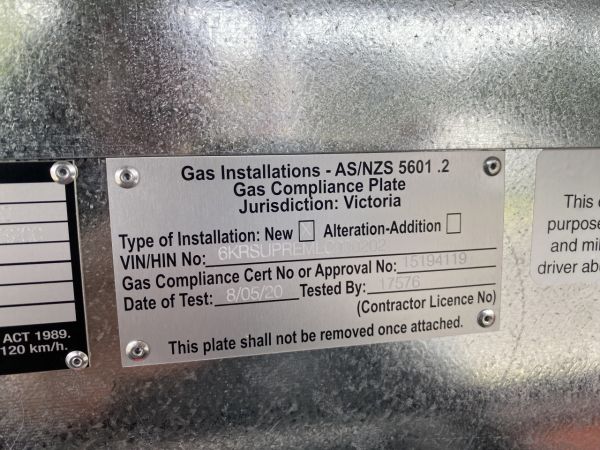 Gas Installations - AS/NZS 5601 .2
Gas Compliance Plate
Jurisdiction: Victoria
Type of Installation: New X Alteration-Addition
VIN/HIN No:
Gas Compliance Cert No or Approval No: 15194119
Date of Test: 8/05/20 Tested By: 17576
(Contractor Licence No)
This plate shall not be removed once attached.
ACT 1989.
120 km/h.
This
purpose
and
driver